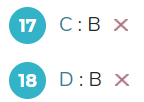 17 C : B ×
18 D : B ×